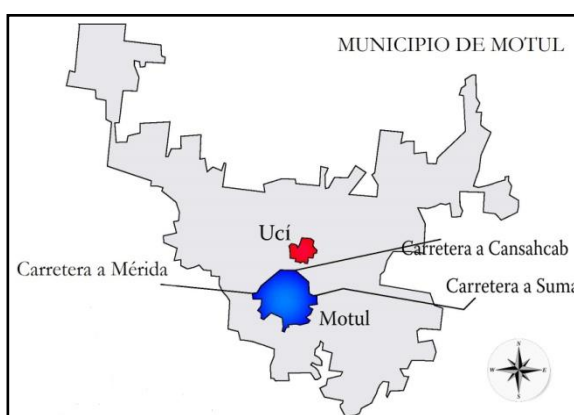 MUNICIPIO DE MOTUL
Ucí
Carretera a Cansahcab
Carretera a Mérida
Carretera a Suma
Motul
N
W
E
S